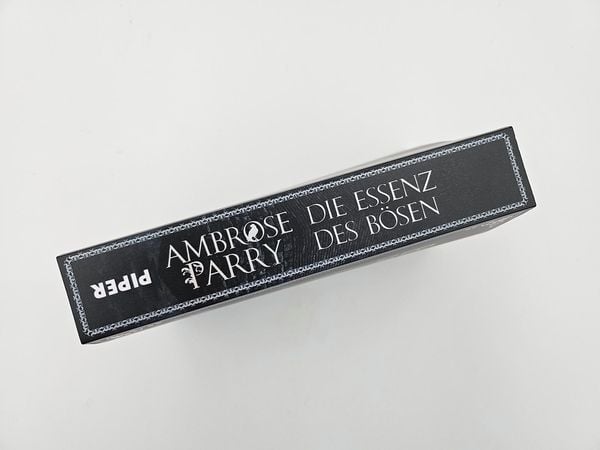 PIPER
AMBROSE
PARRY
DIE ESSENZ
DES BÖSEN